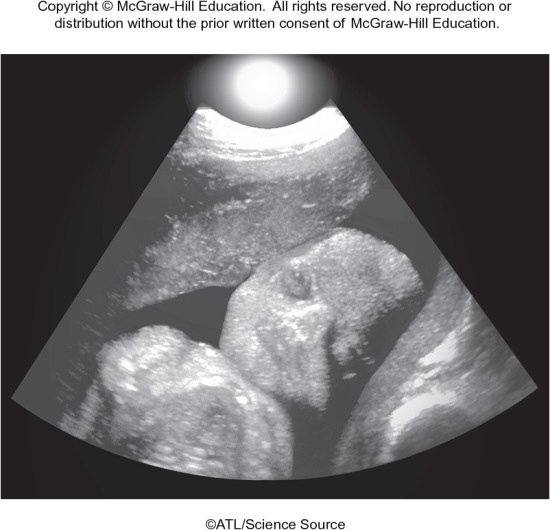 Copyright © McGraw-Hill Education. All rights reserved. No reproduction or
distribution without the prior written consent of McGraw-Hill Education.
©ATL/Science Source